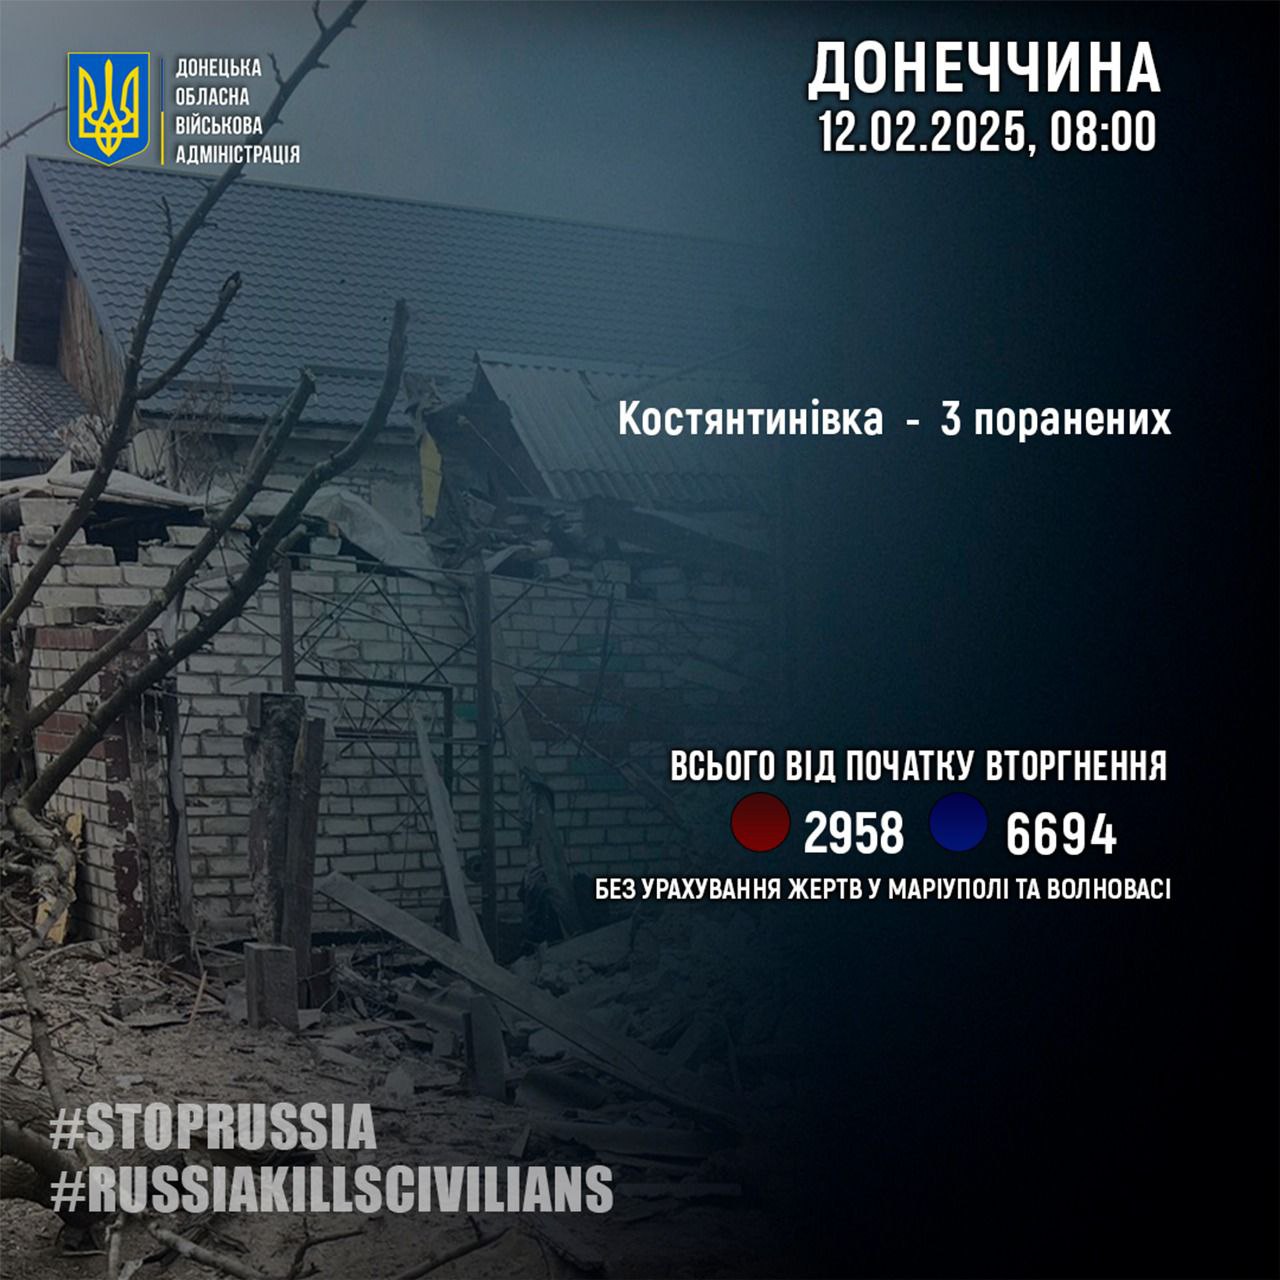 ДОНЕЦЬКА
ОБЛАСНА
ВІЙСЬКОВА
АДМІНІСТРАЦІЯ
ДОНЕЧЧИНА
12.02.2025, 08:00
Костянтинівка - 3 поранених
ВСЬОГО ВІД ПОЧАТКУ ВТОРГНЕННЯ
2958 6694
БЕЗ УРАХУВАННЯ ЖЕРТВ У МАРІУПОЛІ ТА ВОЛНОВАСІ
#STOPRUSSIA
#RUSSIAKILLSCIVILIANS